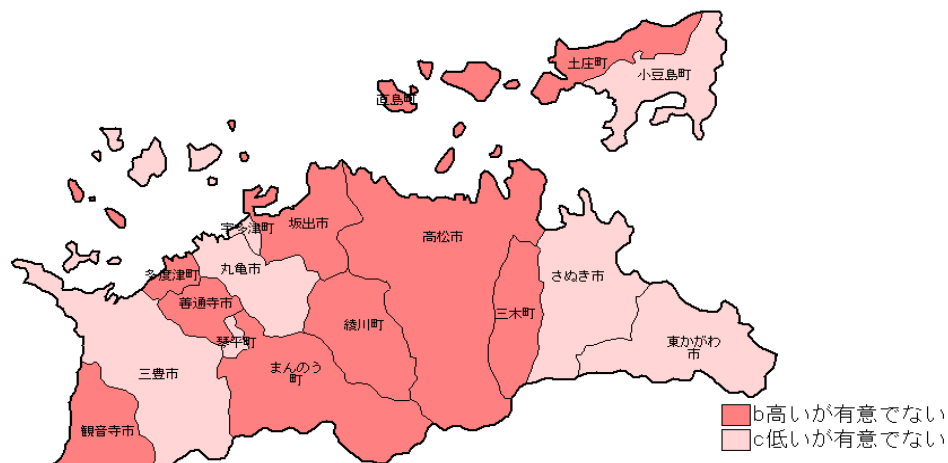 土庄町
小豆島町
直島町
宇多津町
坂出市
高松市
多度津町
丸亀市
さぬき市
善通寺市
綾川町
三木町
琴平町
まんのう
町
東かがわ
市
三豊市
観音寺市
b高いが有意でない
c低いが有意でない